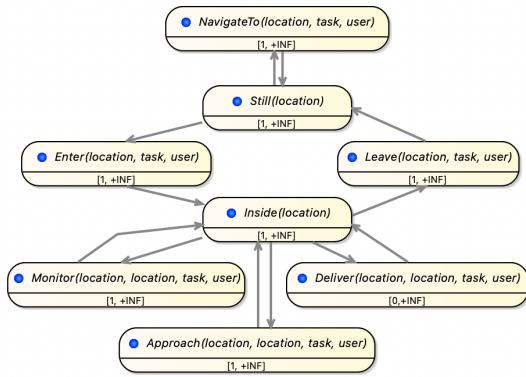 NavigateTo(location, task, user)
[1, +INF]
Still(location)
[1, +INF]
Enter(location, task, user)
[1, +INF]
Leave(location, task, user)
[1, +INF]
Inside(location)
[1, +INF]
Monitor(location, location, task, user)
[1, +INF]
Deliver(location, location, task, user)
[0,+INF]
Approach(location, location, task, user)
[1, +INF]